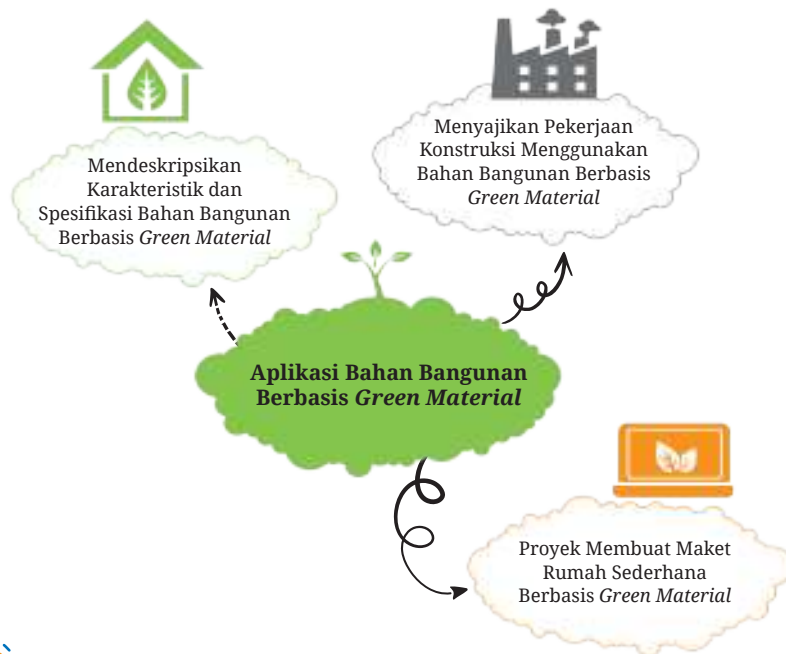 Mendeskripsikan
Karakteristik dan
Spesifikasi Bahan Bangunan
Berbasis Green Material
Menyajikan Pekerjaan
Konstruksi Menggunakan
Bahan Bangunan Berbasis
Green Material
Aplikasi Bahan Bangunan
Berbasis Green Material
Proyek Membuat Maket
Rumah Sederhana
Berbasis Green Material